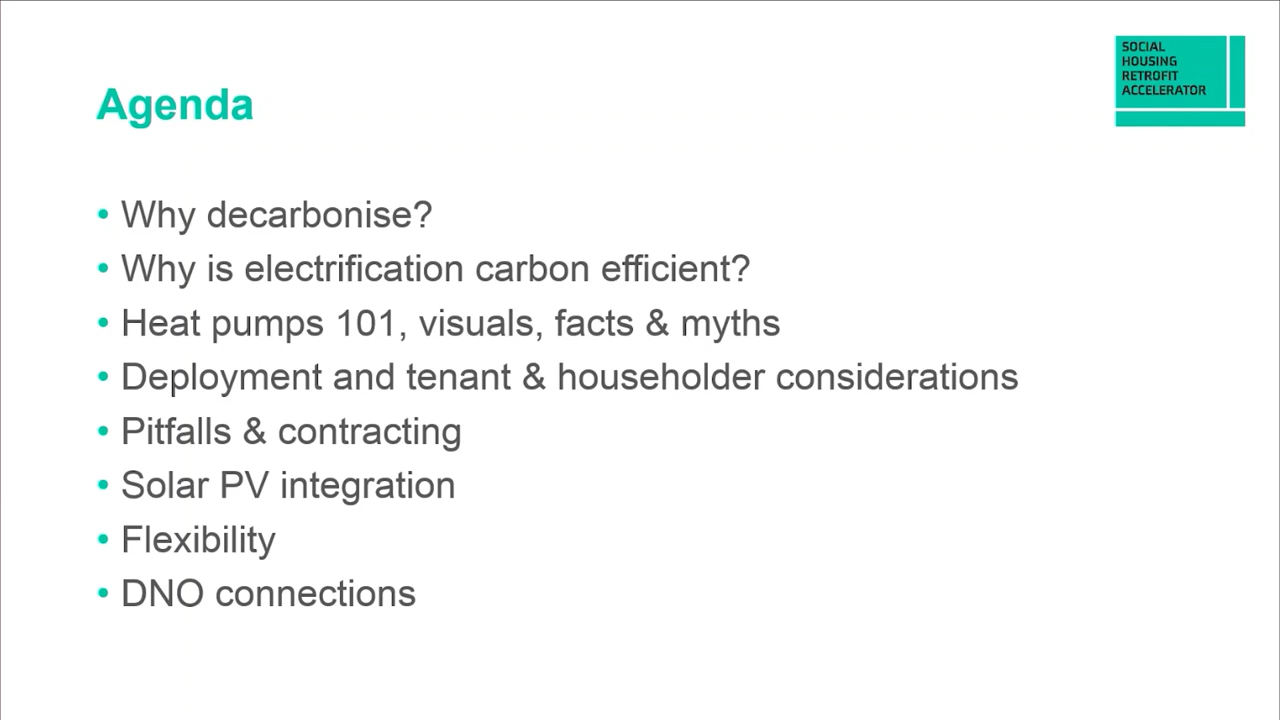 SOCIAL
HOUSING
RETROFIT
ACCELERATOR
Agenda
• Why decarbonise?
• Why is electrification carbon efficient?
• Heat pumps 101, visuals, facts & myths
• Deployment and tenant & householder considerations
• Pitfalls & contracting
• Solar PV integration
• Flexibility
• DNO connections